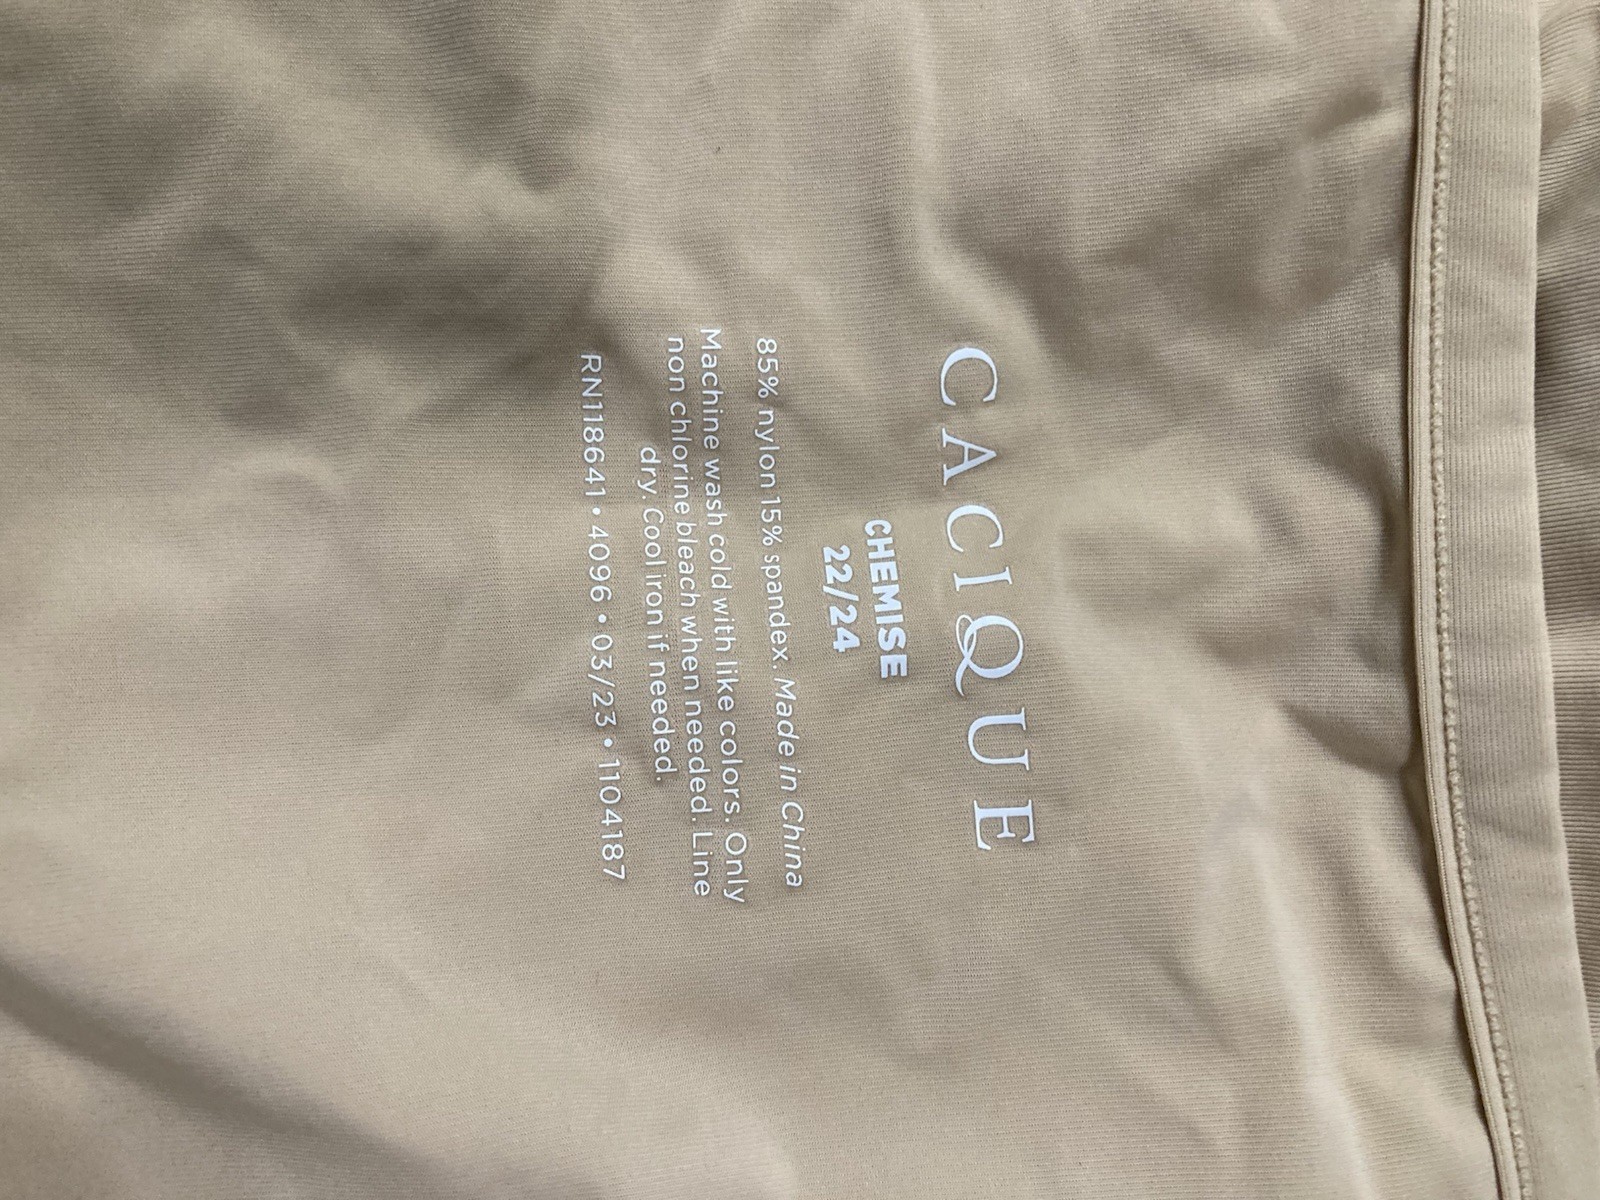 CACIQUE
CHEMISE
22/24
85% nylon 15% spandex. Made in China
Machine wash cold with like colors. Only
non chlorine bleach when needed. Line
dry. Cool iron if needed.
RN118641 • 4096 • 03/23 • 1104187